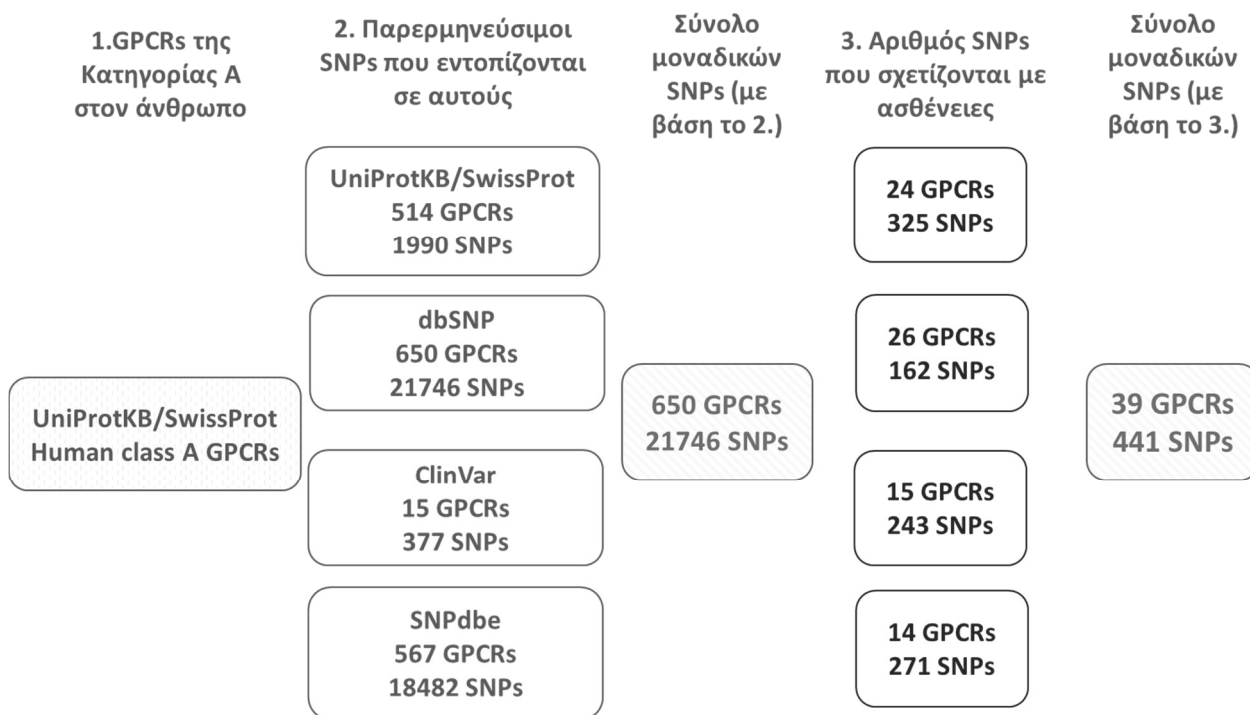 1.GPCRs της
Κατηγορίας Α
στον άνθρωπο
2. Παρερμηνεύσιμοι
SNPs που εντοπίζονται
σε αυτούς
Σύνολο
μοναδικών
SNPs (με
βάση το 2.)
3. Αριθμός SNPs
που σχετίζονται με
ασθένειες
Σύνολο
μοναδικών
SNPs (με
βάση το 3.)
UniProtKB/SwissProt
Human class A GPCRs
UniProtKB/SwissProt
514 GPCRs
1990 SNPs
dbSNP
650 GPCRs
21746 SNPs
ClinVar
15 GPCRs
377 SNPs
SNPdbe
567 GPCRs
18482 SNPs
650 GPCRs
21746 SNPs
24 GPCRs
325 SNPs
26 GPCRs
162 SNPs
15 GPCRs
243 SNPs
14 GPCRs
271 SNPs
39 GPCRs
441 SNPs